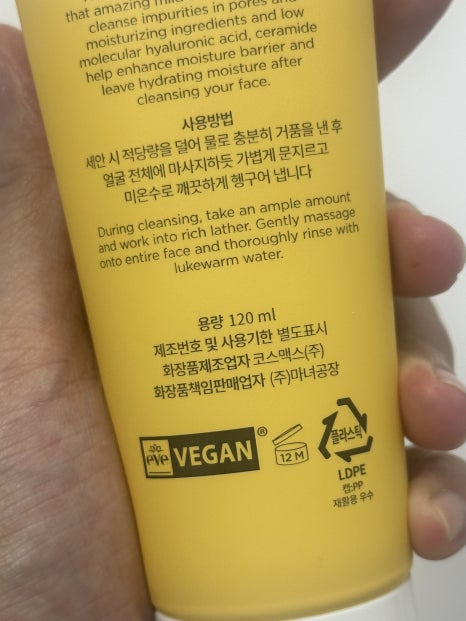 that amazing mild
cleanse impurities in pores and
moisturizing ingredients and low
molecular hyaluronic acid, ceramide
help enhance moisture barrier and
leave hydrating moisture after
cleansing your face.
사용방법
세안 시 적당량을 덜어 물로 충분히 거품을 낸 후
얼굴 전체에 마사지하듯 가볍게 문지르고
미온수로 깨끗하게 헹구어 냅니다
During cleansing, take an ample amount
and work into rich lather. Gently massage
onto entire face and thoroughly rinse with
lukewarm water.
용량 120 ml
제조번호 및 사용기한 별도표시
화장품제조업자 코스맥스(주)
화장품책임판매업자 (주)마녀공장
eve VEGAN®
12 M
플라스틱
LDPE
캡:PP
재활용 우수